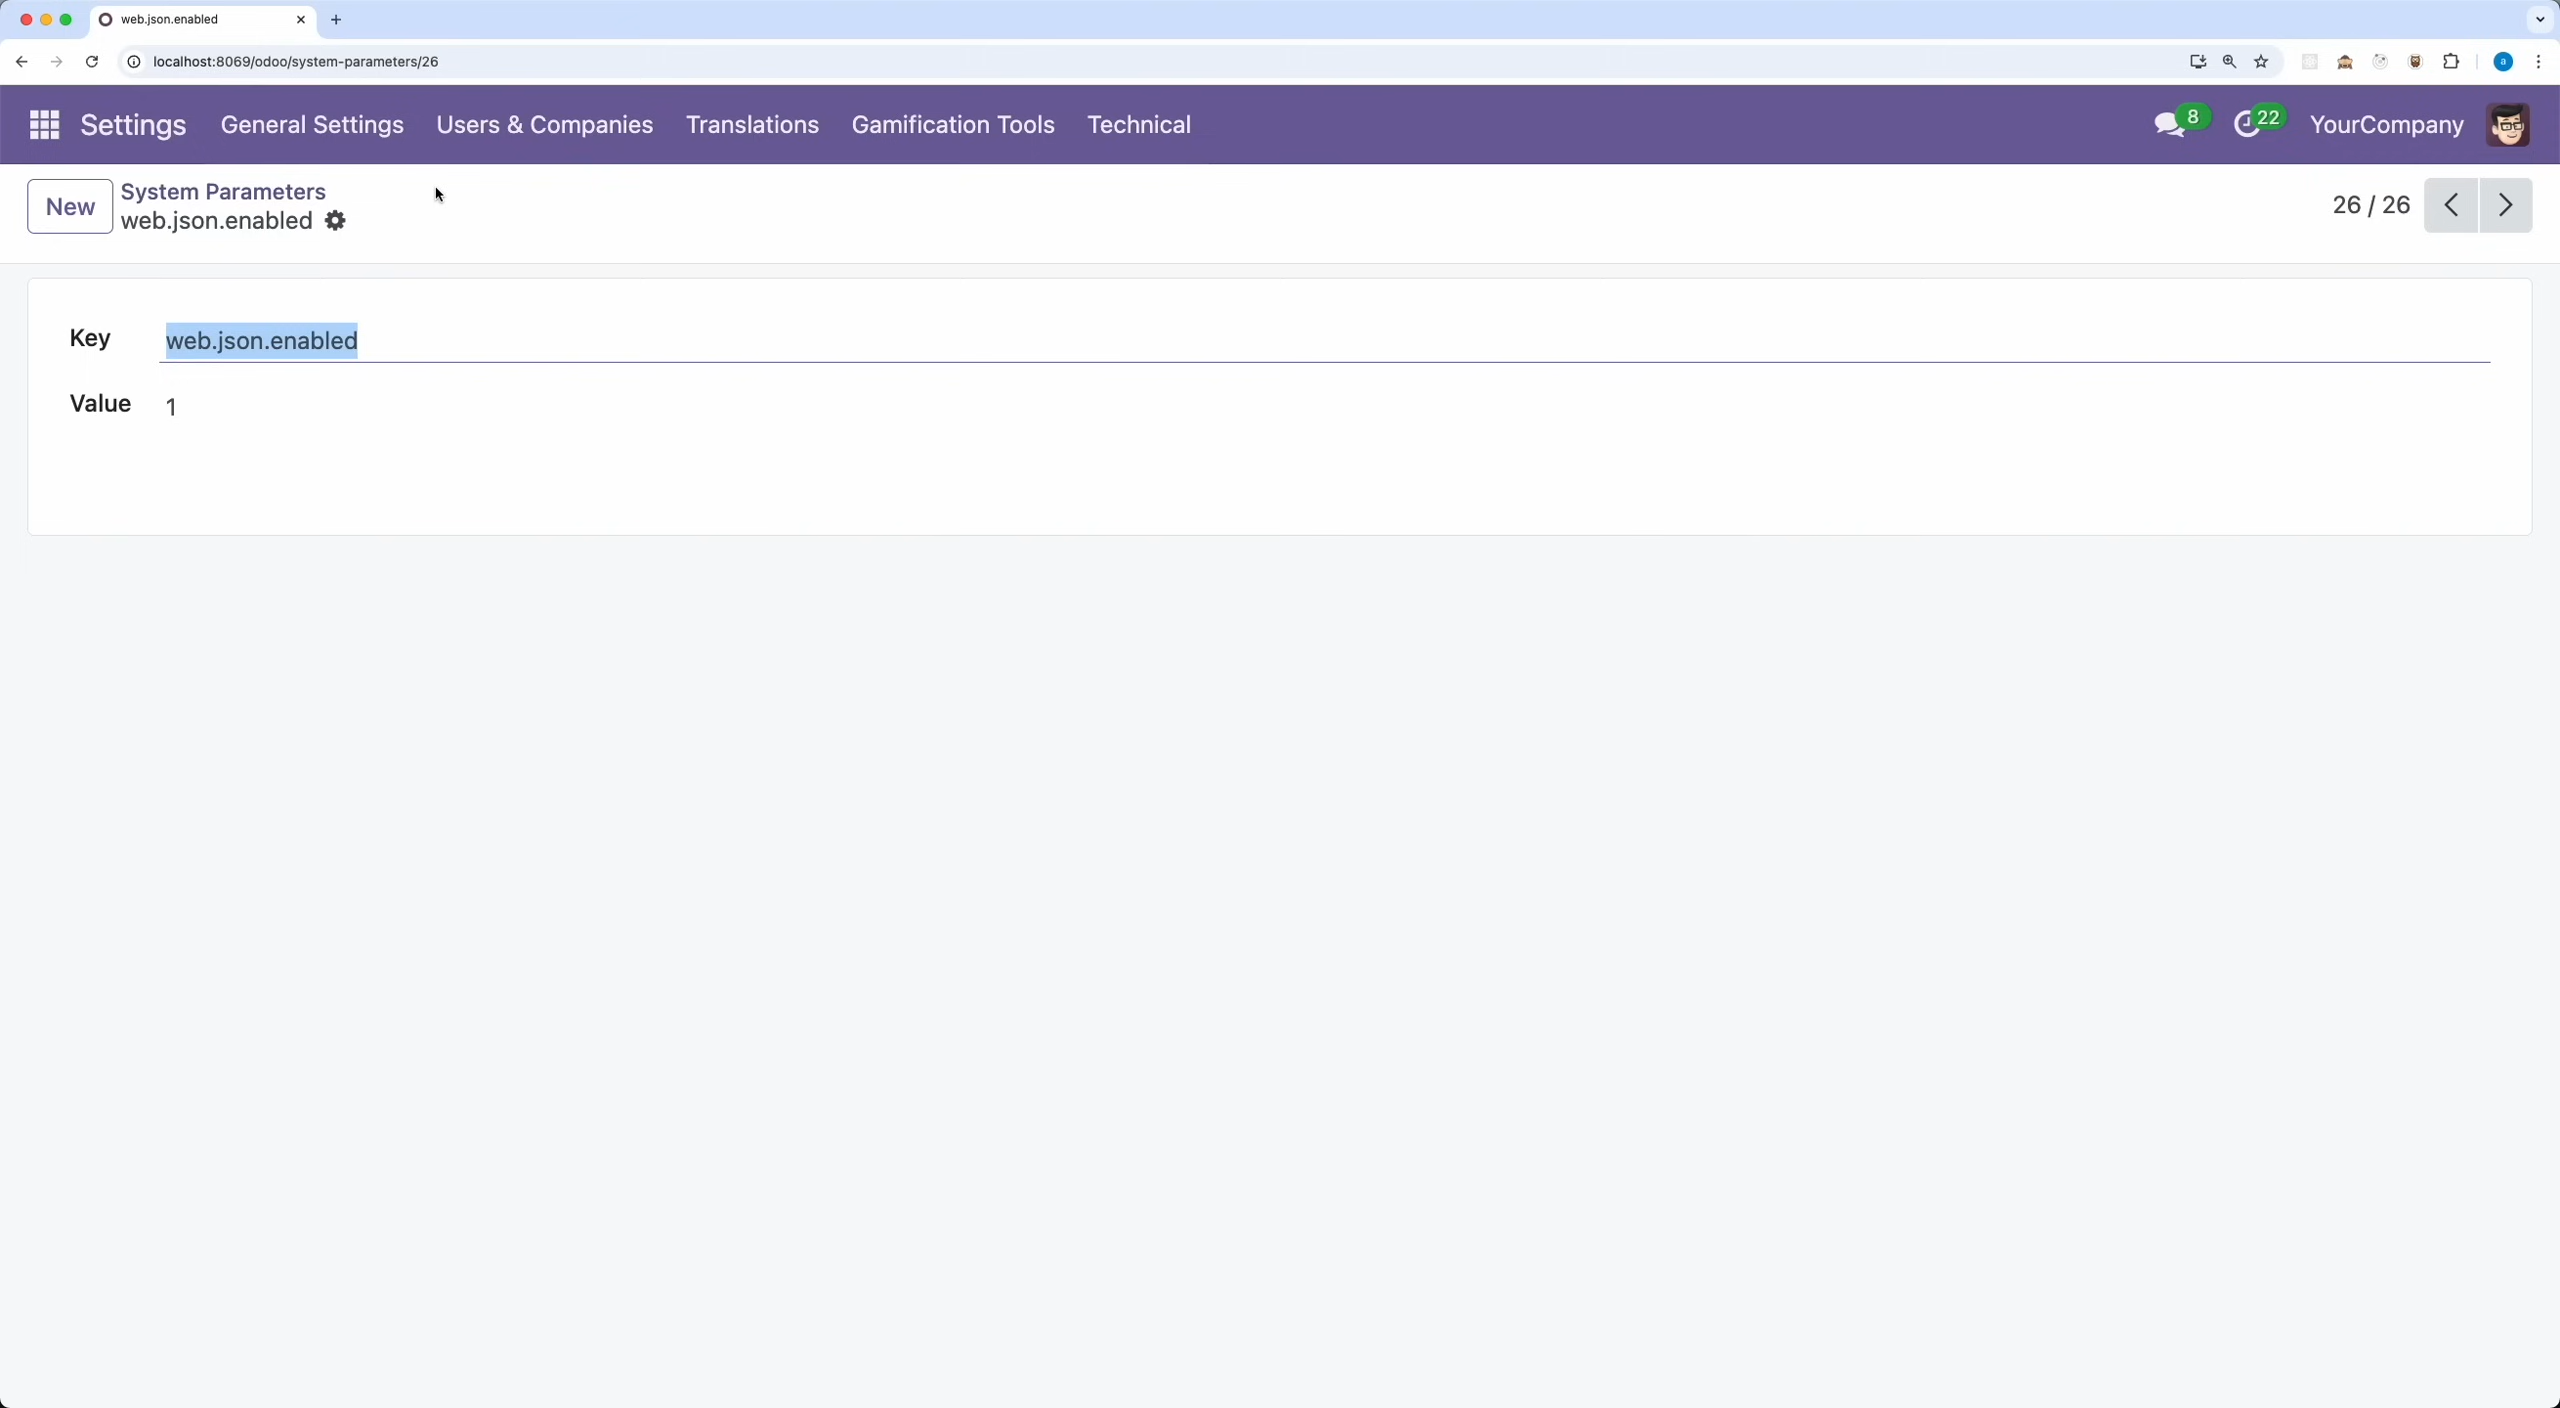 web.json.enabled
localhost:8069/odoo/system-parameters/26
a
Settings General Settings Users & Companies Translations Gamification Tools Technical 8 22 YourCompany
New System Parameters
web.json.enabled
26 / 26
Key web.json.enabled
Value 1